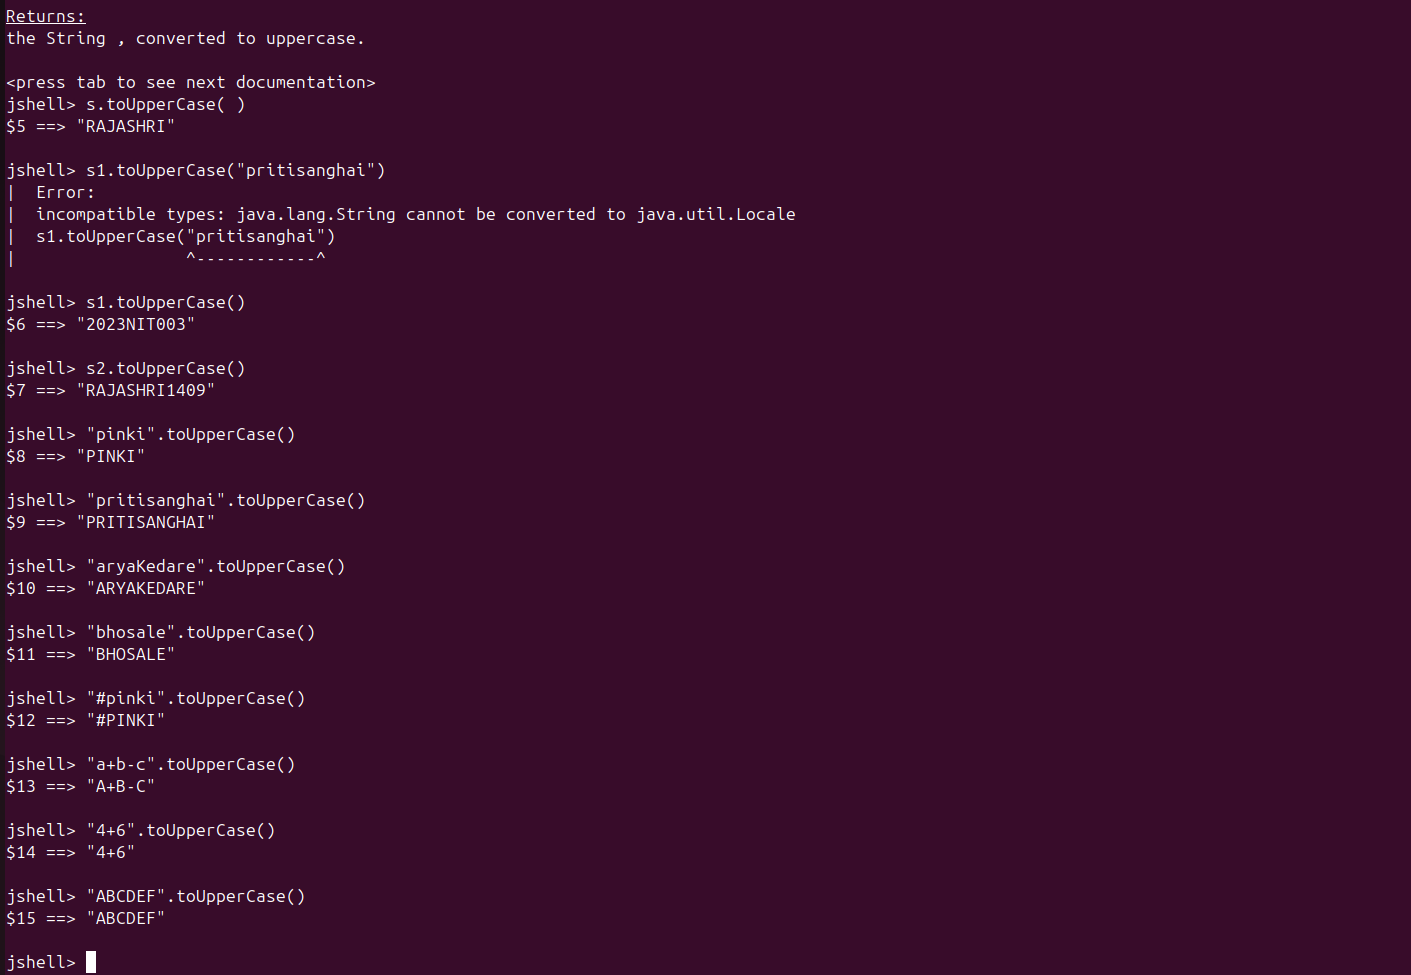 Returns:
the String , converted to uppercase.
<press tab to see next documentation>
jshell> s.toUpperCase( )
$5 ==> "RAJASHRI"
jshell> s1.toUpperCase("pritisanghai")
|  Error:
|  incompatible types: java.lang.String cannot be converted to java.util.Locale
|  s1.toUpperCase("pritisanghai")
|                 ^------------^
jshell> s1.toUpperCase()
$6 ==> "2023NIT003"
jshell> s2.toUpperCase()
$7 ==> "RAJASHRI1409"
jshell> "pinki".toUpperCase()
$8 ==> "PINKI"
jshell> "pritisanghai".toUpperCase()
$9 ==> "PRITISANGHAI"
jshell> "aryaKedare".toUpperCase()
$10 ==> "ARYAKEDARE"
jshell> "bhosale".toUpperCase()
$11 ==> "BHOSALE"
jshell> "#pinki".toUpperCase()
$12 ==> "#PINKI"
jshell> "a+b-c".toUpperCase()
$13 ==> "A+B-C"
jshell> "4+6".toUpperCase()
$14 ==> "4+6"
jshell> "ABCDEF".toUpperCase()
$15 ==> "ABCDEF"
jshell>